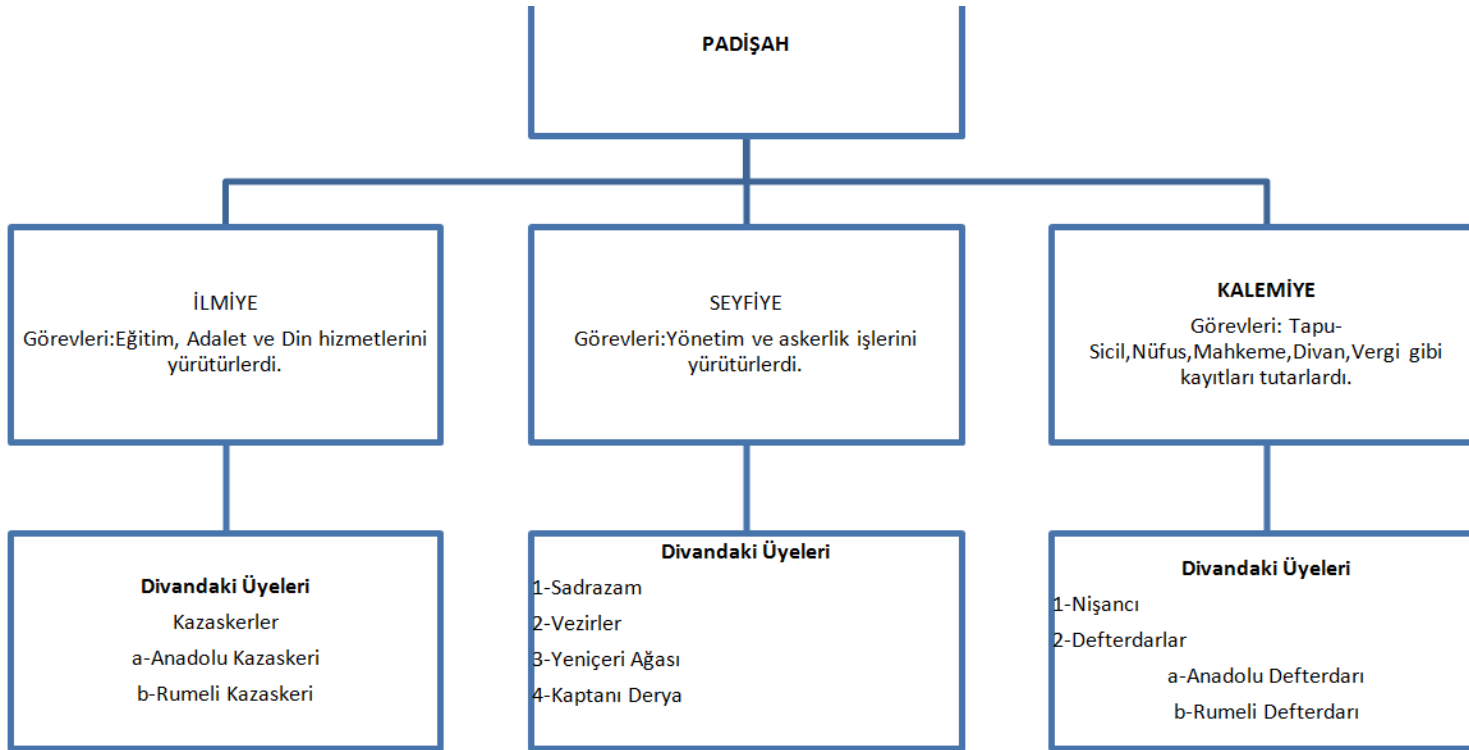 PADİŞAH
İLMİYE
Görevleri:Eğitim, Adalet ve Din hizmetlerini
yürütürlerdi.
SEYFİYE
Görevleri:Yönetim ve askerlik işlerini
yürütürlerdi.
KALEMİYE
Görevleri: Tapu-
Sicil,Nüfus,Mahkeme,Divan,Vergi gibi
kayıtları tutarlardı.
Divandaki Üyeleri
Kazaskerler
a-Anadolu Kazaskeri
b-Rumeli Kazaskeri
Divandaki Üyeleri
1-Sadrazam
2-Vezirler
3-Yeniçeri Ağası
4-Kaptanı Derya
Divandaki Üyeleri
1-Nişancı
2-Defterdarlar
a-Anadolu Defterdarı
b-Rumeli Defterdarı